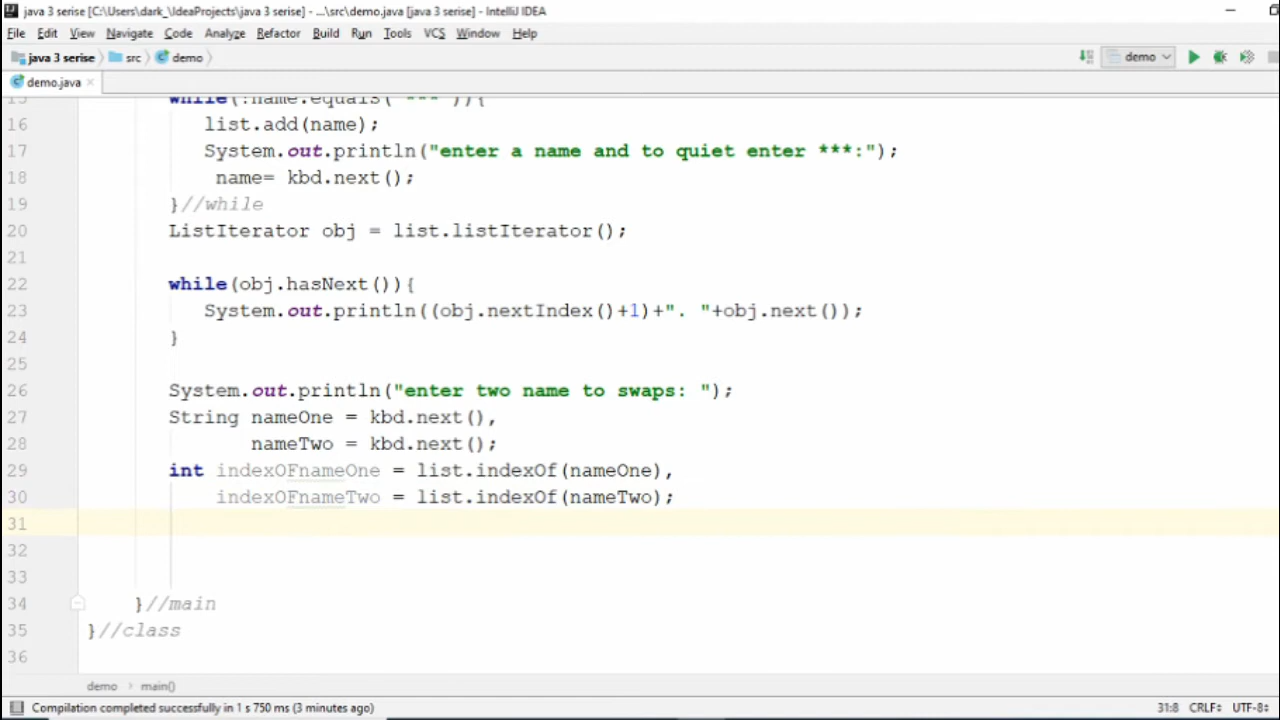 java 3 serise [C:\Users\dark_\IdeaProjects\java 3 serise] - ...\src\demo.java [java 3 serise] - IntelliJ IDEA
File Edit View Navigate Code Analyze Refactor Build Run Tools VCS Window Help
java 3 serise src demo demo
demo.java
15 while(!name.equals("***")){
16 list.add(name);
17 System.out.println("enter a name and to quiet enter ***:");
18 name= kbd.next();
19 }//while
20 ListIterator obj = list.listIterator();
21
22 while(obj.hasNext()){
23 System.out.println((obj.nextIndex()+1)+". "+obj.next());
24 }
25
26 System.out.println("enter two name to swaps: ");
27 String nameOne = kbd.next(),
28 nameTwo = kbd.next();
29 int indexOFnameOne = list.indexOf(nameOne),
30 indexOFnameTwo = list.indexOf(nameTwo);
31
32
33
34 }//main
35 }//class
36
demo main()
Compilation completed successfully in 1 s 750 ms (3 minutes ago) 31:8 CRLF UTF-8